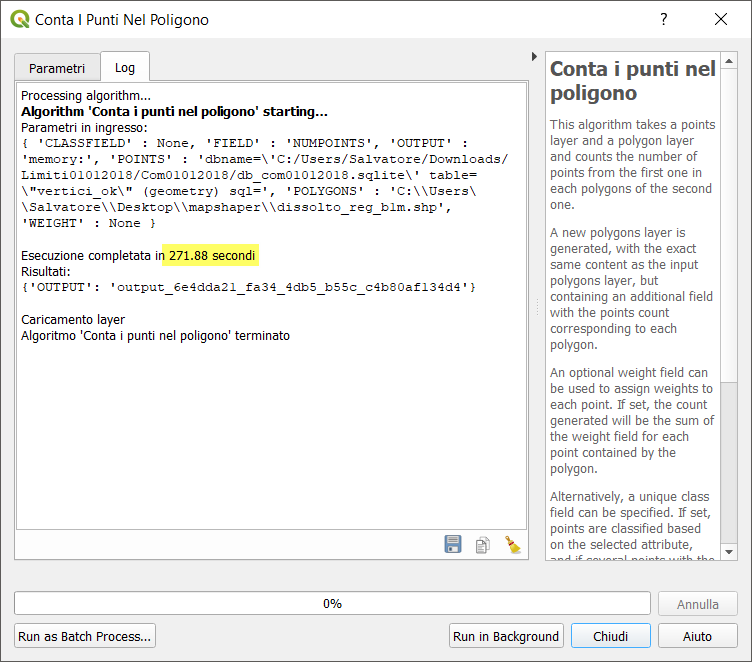 Conta I Punti Nel Poligono
?
Parametri
Log
Processing algorithm...
Algorithm 'Conta i punti nel poligono' starting...
Parametri in ingresso:
{ 'CLASSFIELD' : None, 'FIELD' : 'NUMPOINTS', 'OUTPUT' :
'memory:', 'POINTS' : 'dbname=\'C:/Users/Salvatore/Downloads/
Limiti01012018/Com01012018/db_com01012018.sqlite\' table=
\"vertici_ok\" (geometry) sql=', 'POLYGONS' : 'C:\\Users\
\Salvatore\\Desktop\\mapshaper\\dissolto_reg_blm.shp',
'WEIGHT' : None }
Esecuzione completata in 271.88 secondi
Risultati:
{'OUTPUT': 'output_6e4dda21_fa34_4db5_b55c_c4b80af134d4'}
Caricamento layer
Algoritmo 'Conta i punti nel poligono' terminato
Conta i punti nel
poligono
This algorithm takes a points
layer and a polygon layer
and counts the number of
points from the first one in
each polygons of the second
one.
A new polygons layer is
generated, with the exact
same content as the input
polygons layer, but
containing an additional field
with the points count
corresponding to each
polygon.
An optional weight field can
be used to assign weights to
each point. If set, the count
generated will be the sum of
the weight field for each
point contained by the
polygon.
Alternatively, a unique class
field can be specified. If set,
points are classified based
on the selected attribute,
and if several points with the
0%
Annulla
Run as Batch Process...
Run in Background
Chiudi
Aiuto